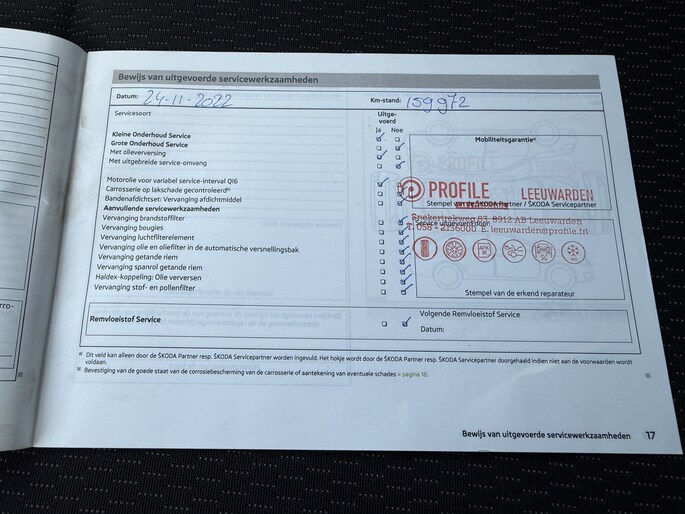 Bewijs van uitgevoerde servicewerkzaamheden
Datum: 24-11-2022
Km-stand: 159972
Servicesoort
Uitge-
voerd
Ja Nee
Kleine Onderhoud Service
Grote Onderhoud Service
Met olieverversing
Met uitgebreide service-omvang
Motorolie voor variabel service-interval QI6
Carrosserie op lakschade gecontroleerd b)
Bandenafdichtset: Vervanging afdichtmiddel
Aanvullende servicewerkzaamheden
Vervanging brandstoffilter
Vervanging bougies
Vervanging luchtfilterelement
Vervanging olie en oliefilter in de automatische versnellingsbak
Vervanging getande riem
Vervanging spanrol getande riem
Haldex-koppeling: Olie verversen
Vervanging stof- en pollenfilter
Mobiliteitsgarantie a)
PROFILE LEEUWARDEN
Stempel van de ŠKODA Partner / ŠKODA Servicepartner
Snekertrekweg 83 8912 AB Leeuwarden
Service uitgevoerd door
T. 058 - 2136000 E. leeuwarden@profile.frl
Stempel van de erkend reparateur
Remvloeistof Service
Volgende Remvloeistof Service
Datum:
a) Dit veld kan alleen door de ŠKODA Partner resp. ŠKODA Servicepartner worden ingevuld. Het hokje wordt door de ŠKODA Partner resp. ŠKODA Servicepartner doorgehaald indien niet aan de voorwaarden wordt
voldaan.
b) Bevestiging van de goede staat van de corrosiebescherming van de carrosserie of aantekening van eventuele schades » pagina 18.
Bewijs van uitgevoerde servicewerkzaamheden 17